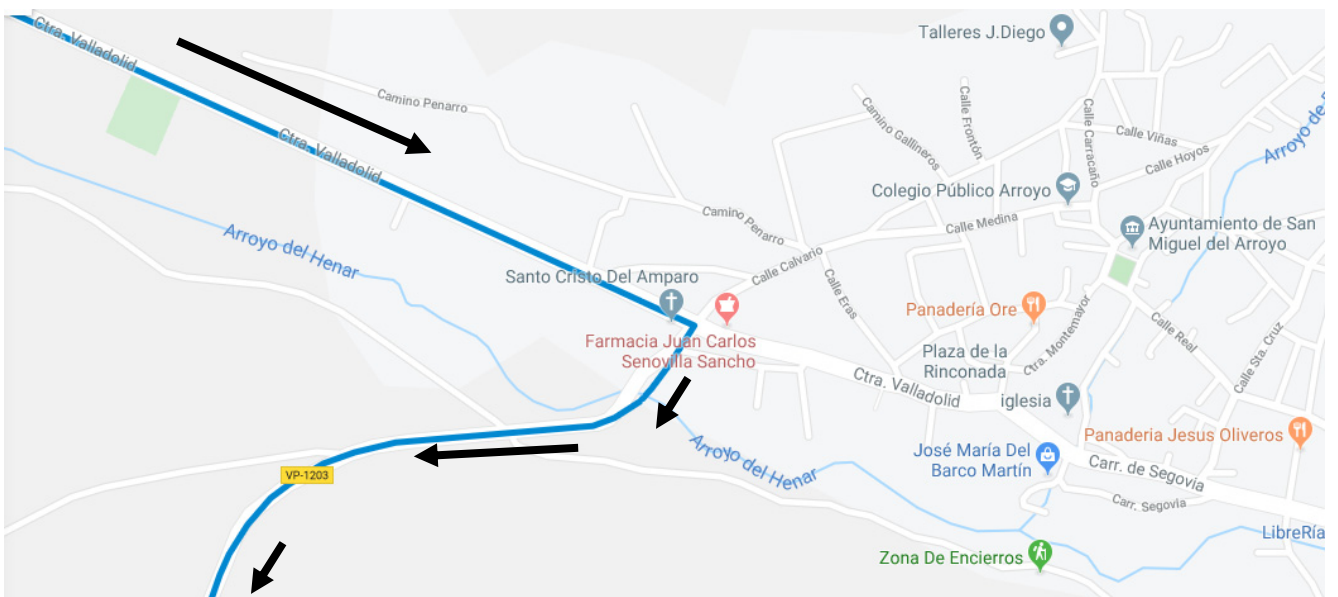 Ctra. Valladolid
Talleres J.Diego
Camino Penarro
Camino Gallineros
Calle Frontón
Calle Carracaño
Calle Viñas
Calle Hoyos
Arroyo de
Ctra. Valladolid
Colegio Público Arroyo
Camino Penarro
Calle Medina
Ayuntamiento de San
Miguel del Arroyo
Arroyo del Henar
Calle Calvario
Santo Cristo Del Amparo
Calle Eras
Panadería Ore
Ctra. Montemayor
Calle Real
Calle Sta. Cruz
Farmacia Juan Carlos
Senovilla Sancho
Plaza de la
Rinconada
Ctra. Valladolid
iglesia
Panaderia Jesus Oliveros
Arroyo del Henar
José María Del
Barco Martín
Carr. de Segovia
VP-1203
Carr. Segovia
LibreRía
Zona De Encierros